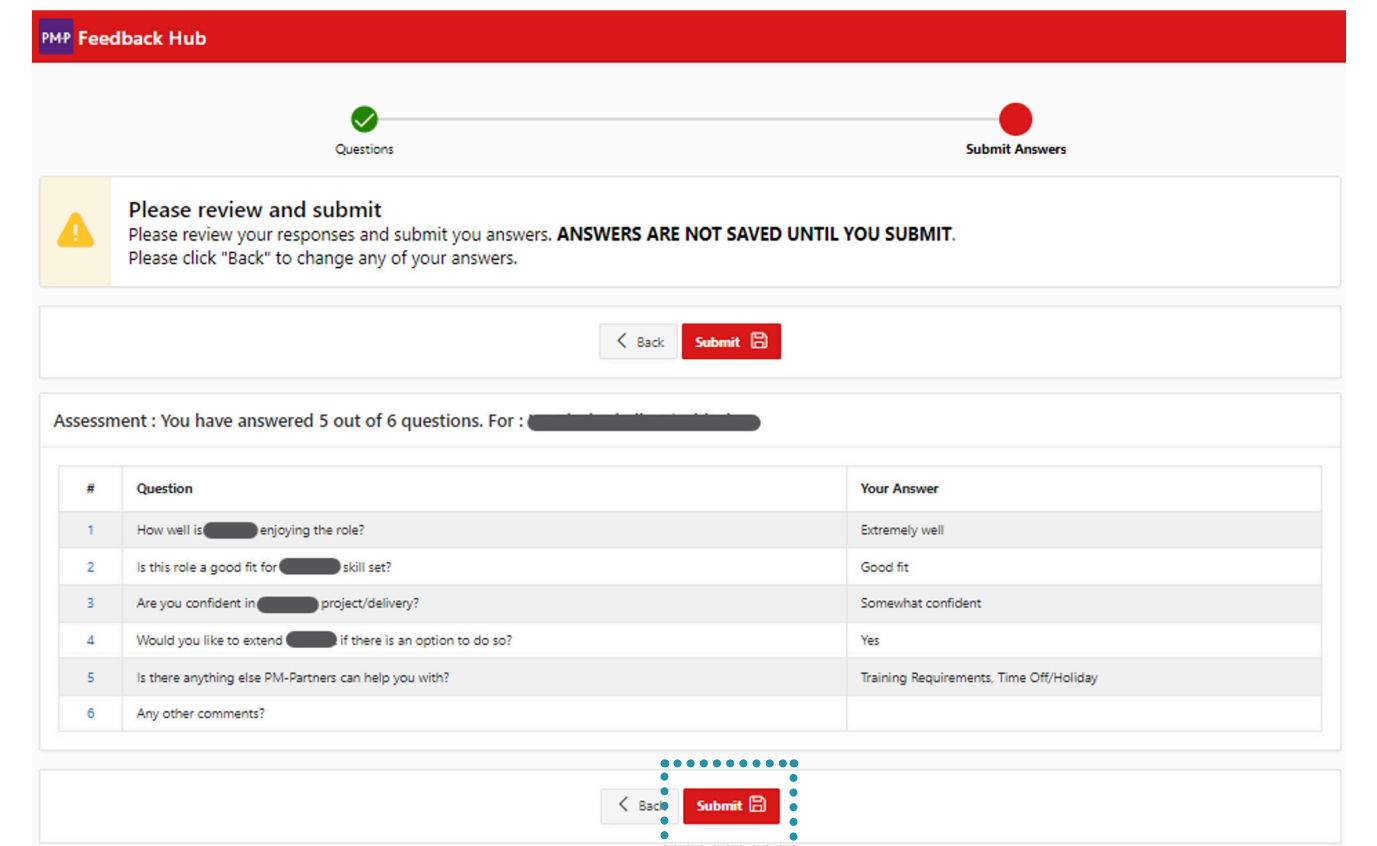 PM-P Feedback Hub
Questions
Submit Answers
Please review and submit
Please review your responses and submit you answers. ANSWERS ARE NOT SAVED UNTIL YOU SUBMIT.
Please click "Back" to change any of your answers.
Back Submit
Assessment : You have answered 5 out of 6 questions. For :
# Question Your Answer
1 How well is enjoying the role? Extremely well
2 Is this role a good fit for skill set? Good fit
3 Are you confident in project/delivery? Somewhat confident
4 Would you like to extend if there is an option to do so? Yes
5 Is there anything else PM-Partners can help you with? Training Requirements, Time Off/Holiday
6 Any other comments?
Back Submit